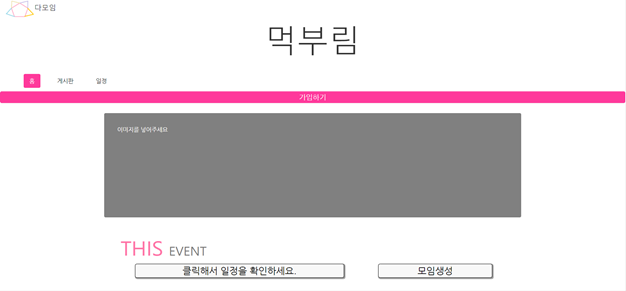 다모임
먹부림
홈 게시판 일정
가입하기
이미지를 넣어주세요
THIS EVENT
클릭해서 일정을 확인하세요. 모임생성